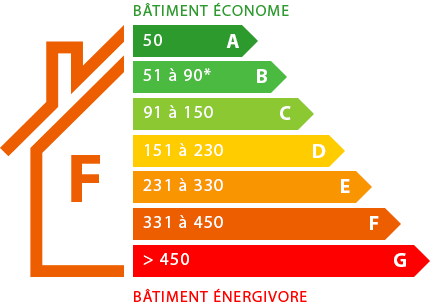 BÂTIMENT ÉCONOME
50 A
51 à 90* B
91 à 150 C
151 à 230 D
231 à 330 E
F
331 à 450 F
> 450 G
BÂTIMENT ÉNERGIVORE